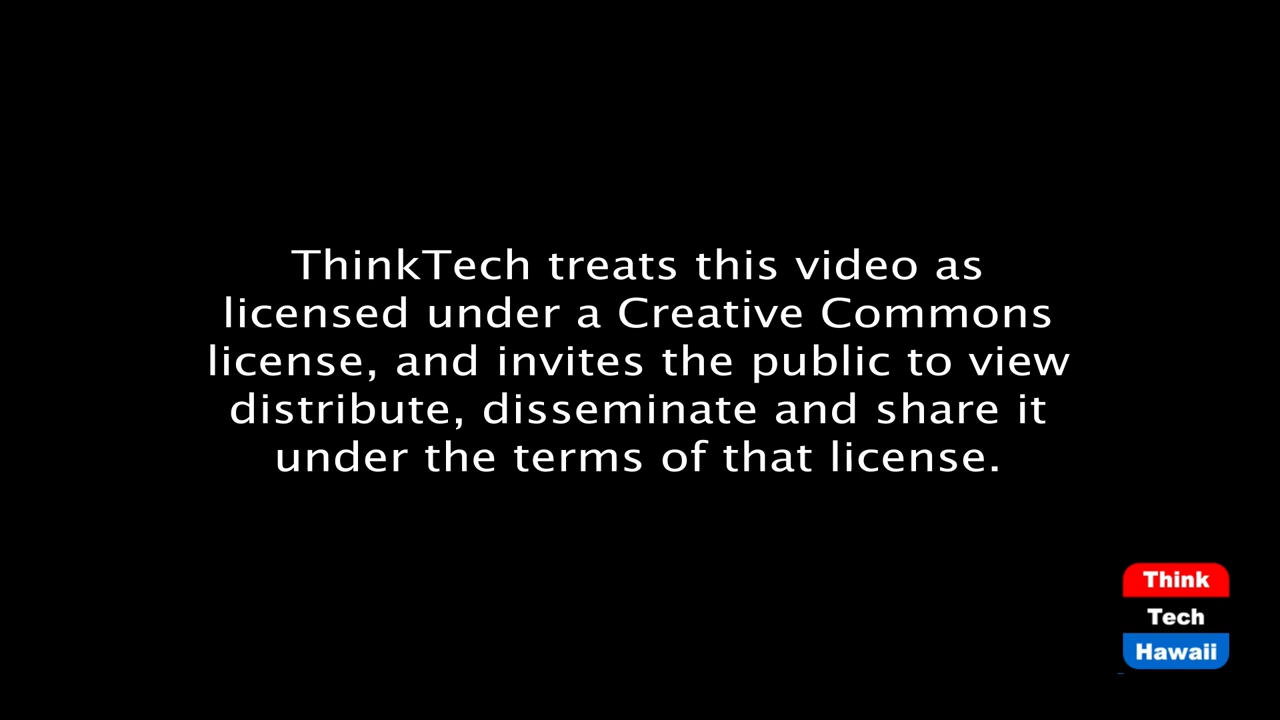 ThinkTech treats this video as
licensed under a Creative Commons
license, and invites the public to view
distribute, disseminate and share it
under the terms of that license.
Think
Tech
Hawaii